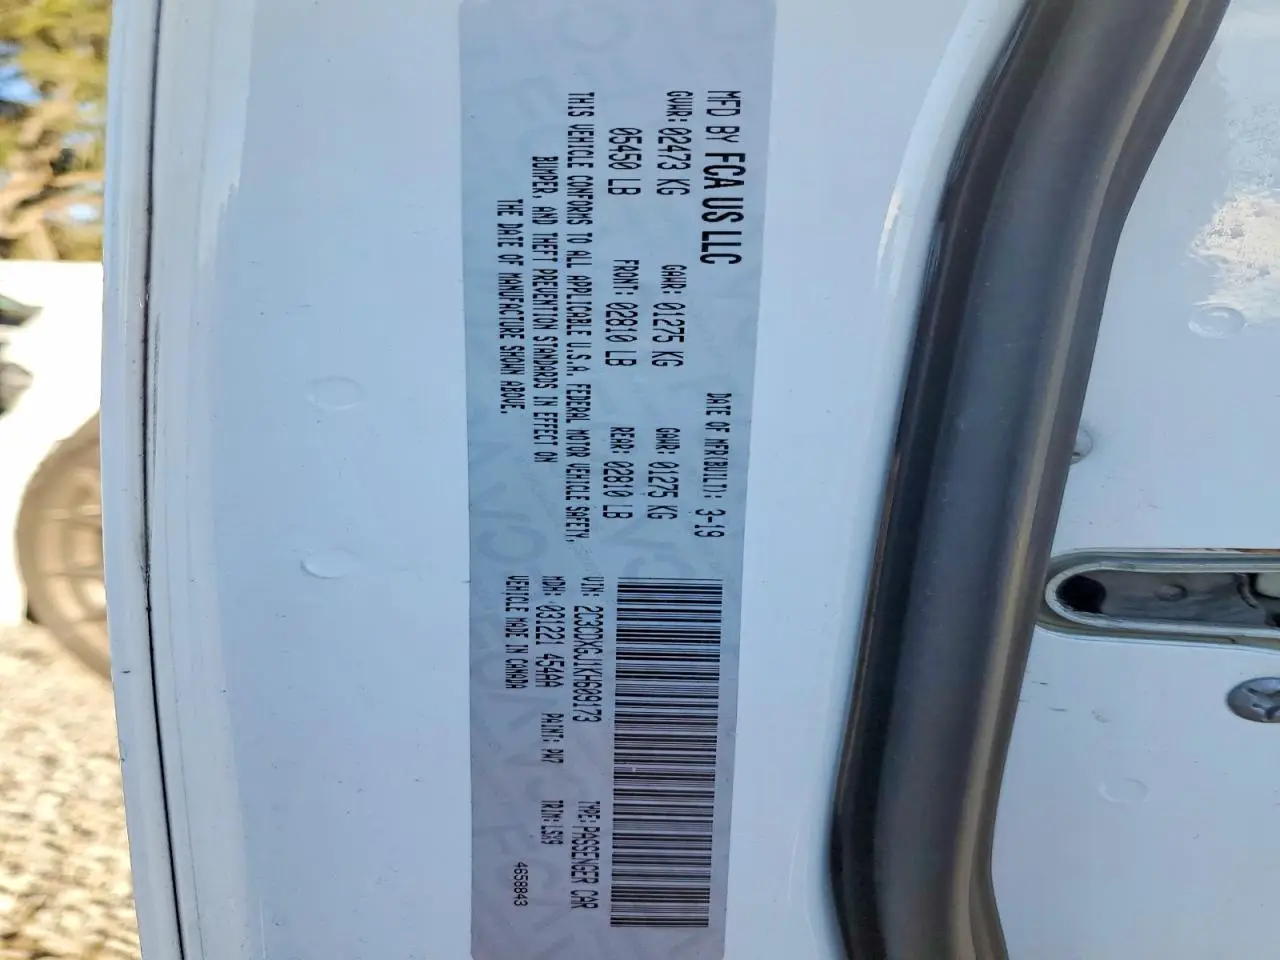 MFD BY FCA US LLC DATE OF MFR(BUILT): 3-19
GVWR: 02473 KG GAWR: 01275 KG GAWR: 01275 KG
05450 LB FRONT: 02810 LB REAR: 02810 LB
THIS VEHICLE CONFORMS TO ALL APPLICABLE U.S.A. FEDERAL MOTOR VEHICLE SAFETY,
BUMPER, AND THEFT PREVENTION STANDARDS IN EFFECT ON
THE DATE OF MANUFACTURE SHOWN ABOVE.
VIN: 2C3CDXGJ1KH609173 TYPE: PASSENGER CAR
MDH: 031221 454AA PAINT: PW7 TRIM: LSX9
VEHICLE MADE IN CANADA 4658843